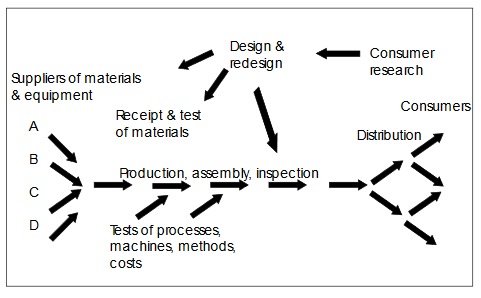 Design &
redesign
Consumer
research
Suppliers of materials
& equipment
Receipt & test
of materials
Consumers
Distribution
A
B
C
D
Production, assembly, inspection
Tests of processes,
machines, methods,
costs